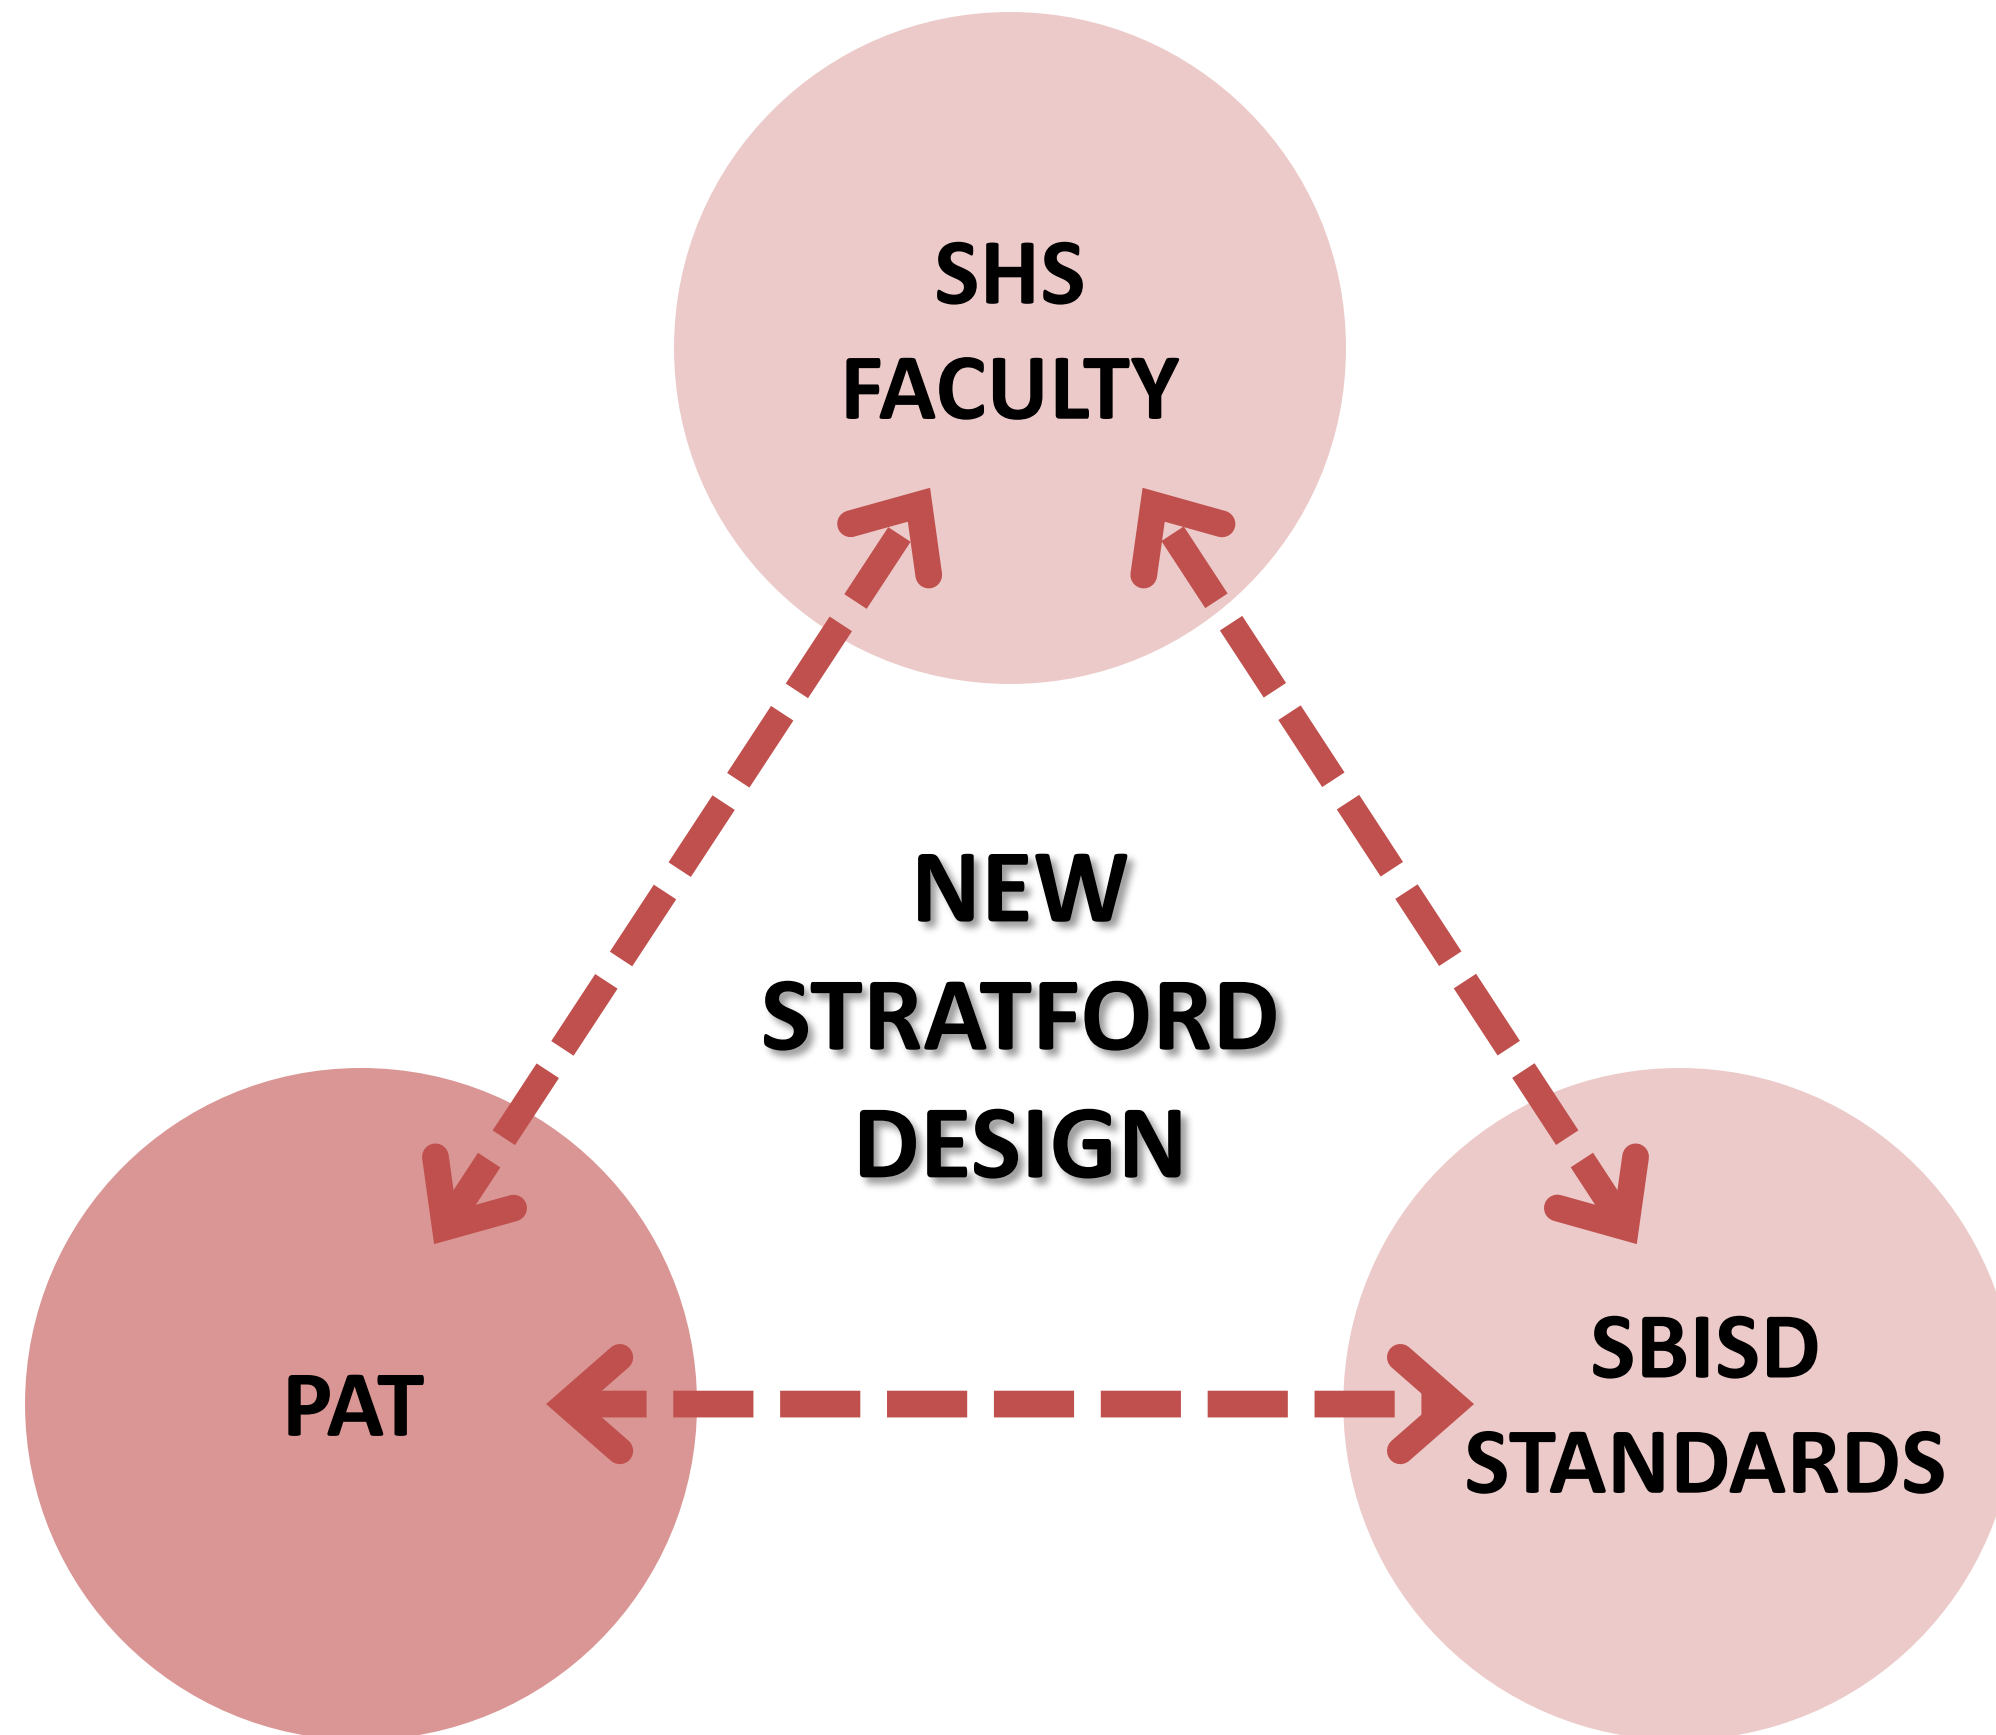 SHS
FACULTY
NEW
STRATFORD
DESIGN
PAT
SBISD
STANDARDS